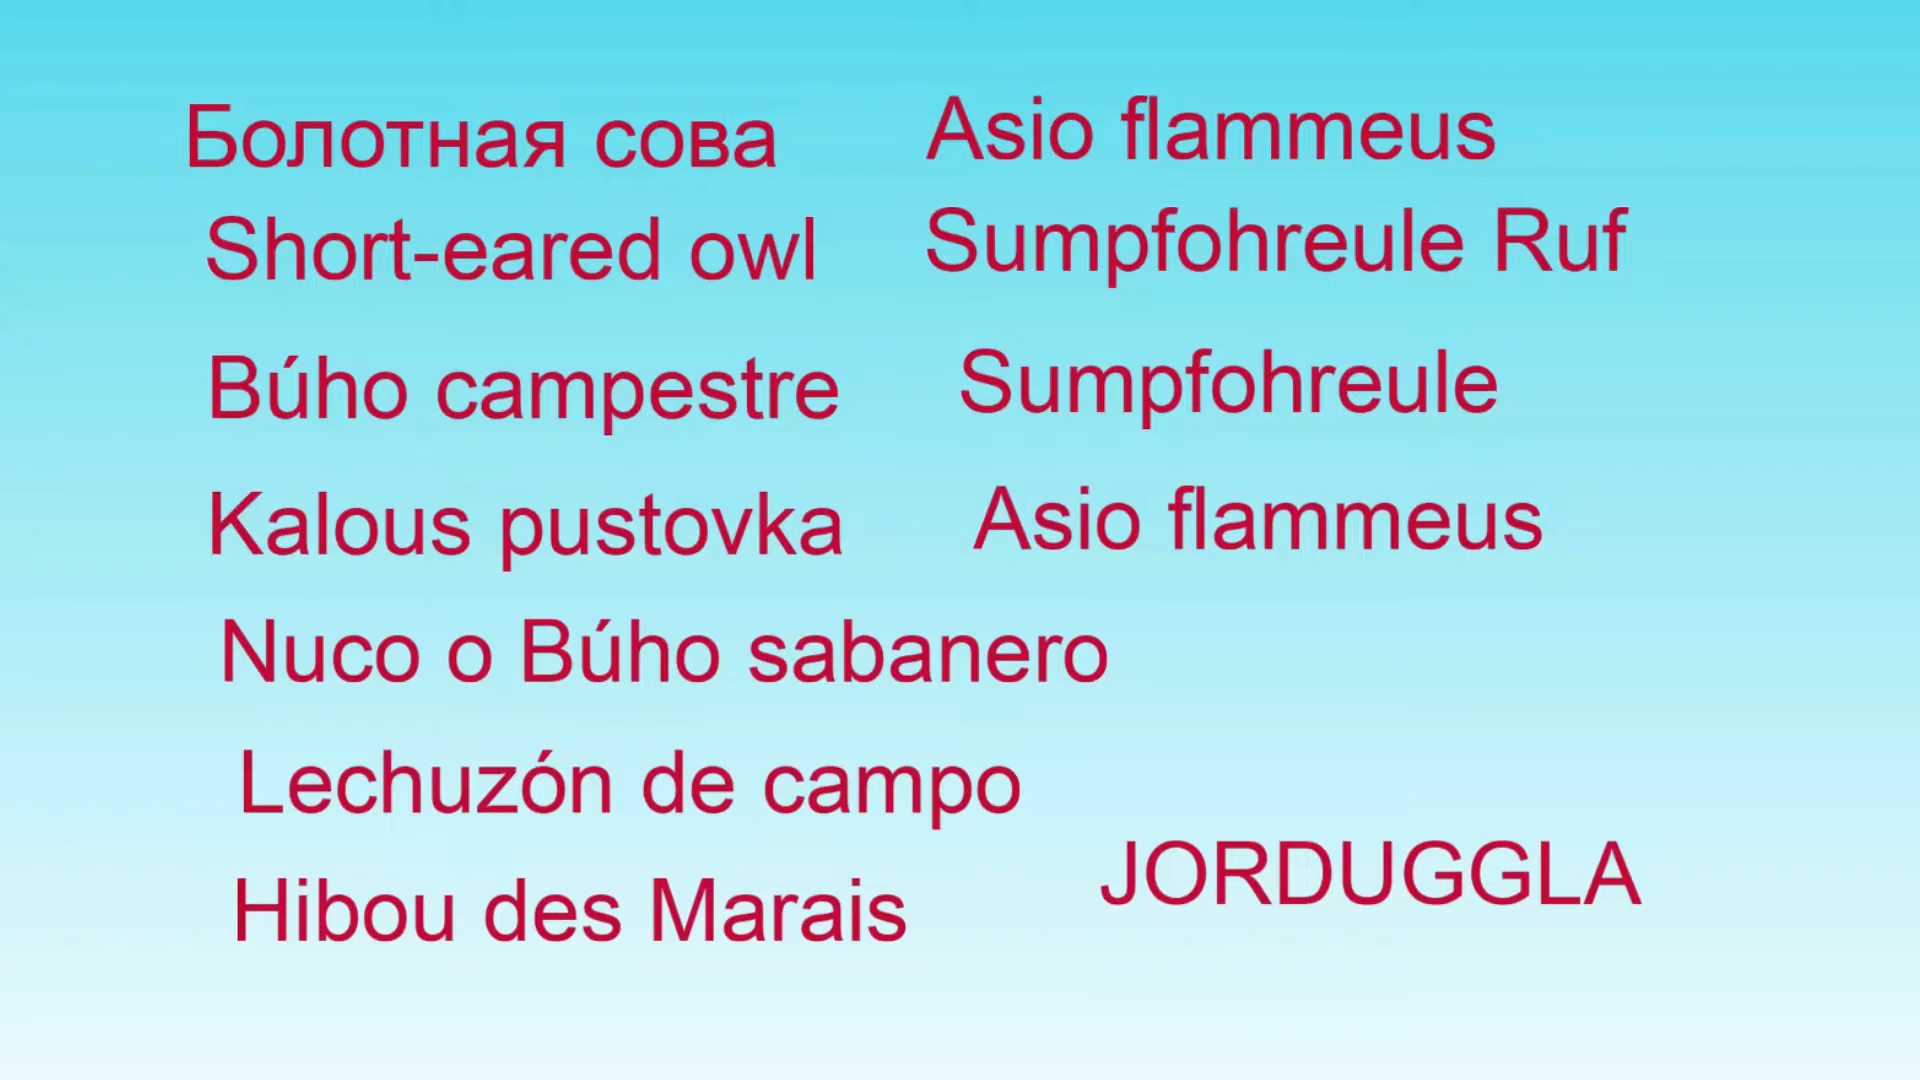 Болотная сова
Asio flammeus
Short-eared owl
Sumpfohreule Ruf
Búho campestre
Sumpfohreule
Kalous pustovka
Asio flammeus
Nuco o Búho sabanero
Lechuzón de campo
JORDUGGLA
Hibou des Marais